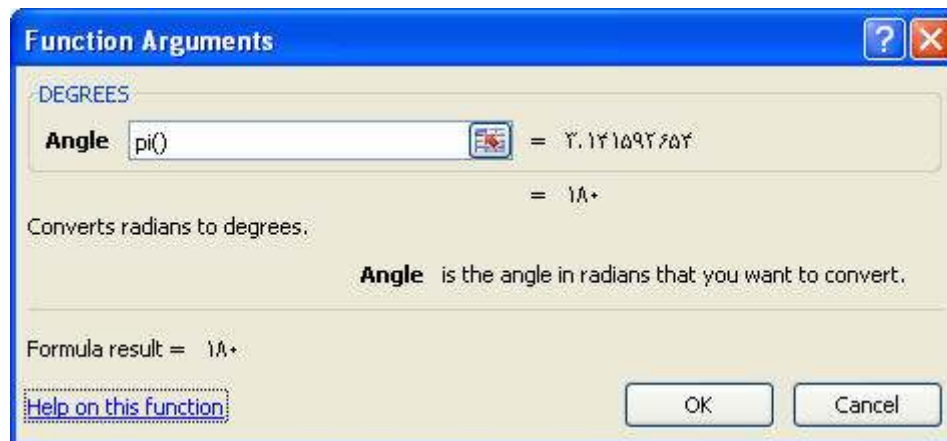 Function Arguments
DEGREES
Angle pi() = ۳.۱۴۱۵۹۲۶۵۴
= ۱۸۰
Converts radians to degrees.
Angle is the angle in radians that you want to convert.
Formula result = ۱۸۰
Help on this function
OK Cancel